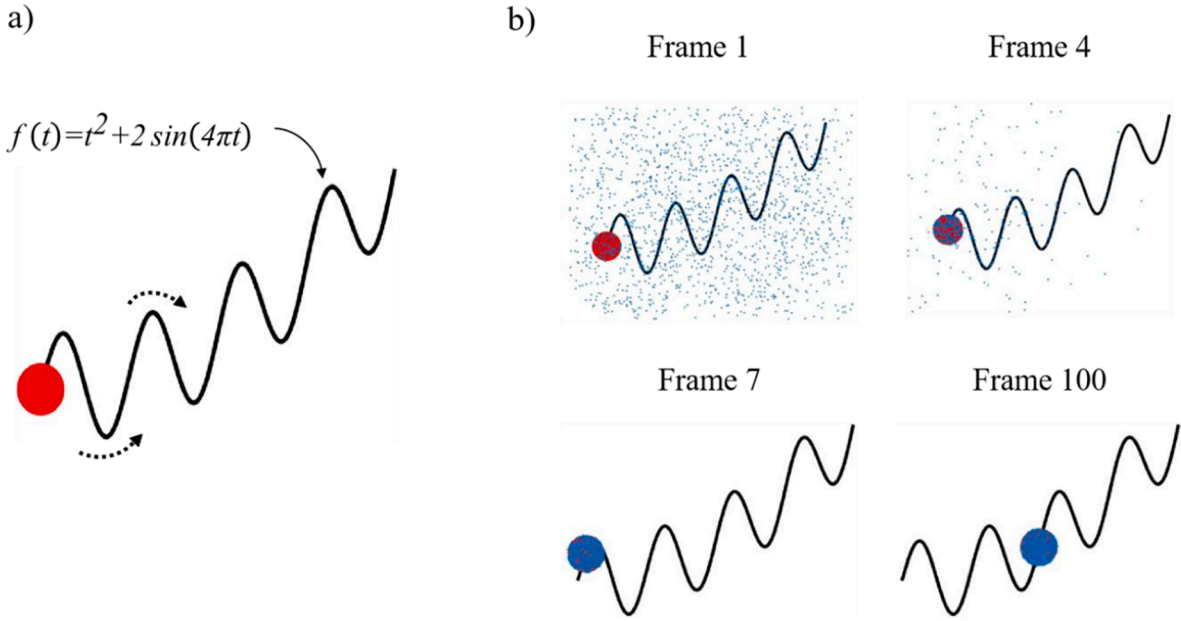 a)
f (t)=t²+2 sin(4πt)
b)
Frame 1
Frame 4
Frame 7
Frame 100